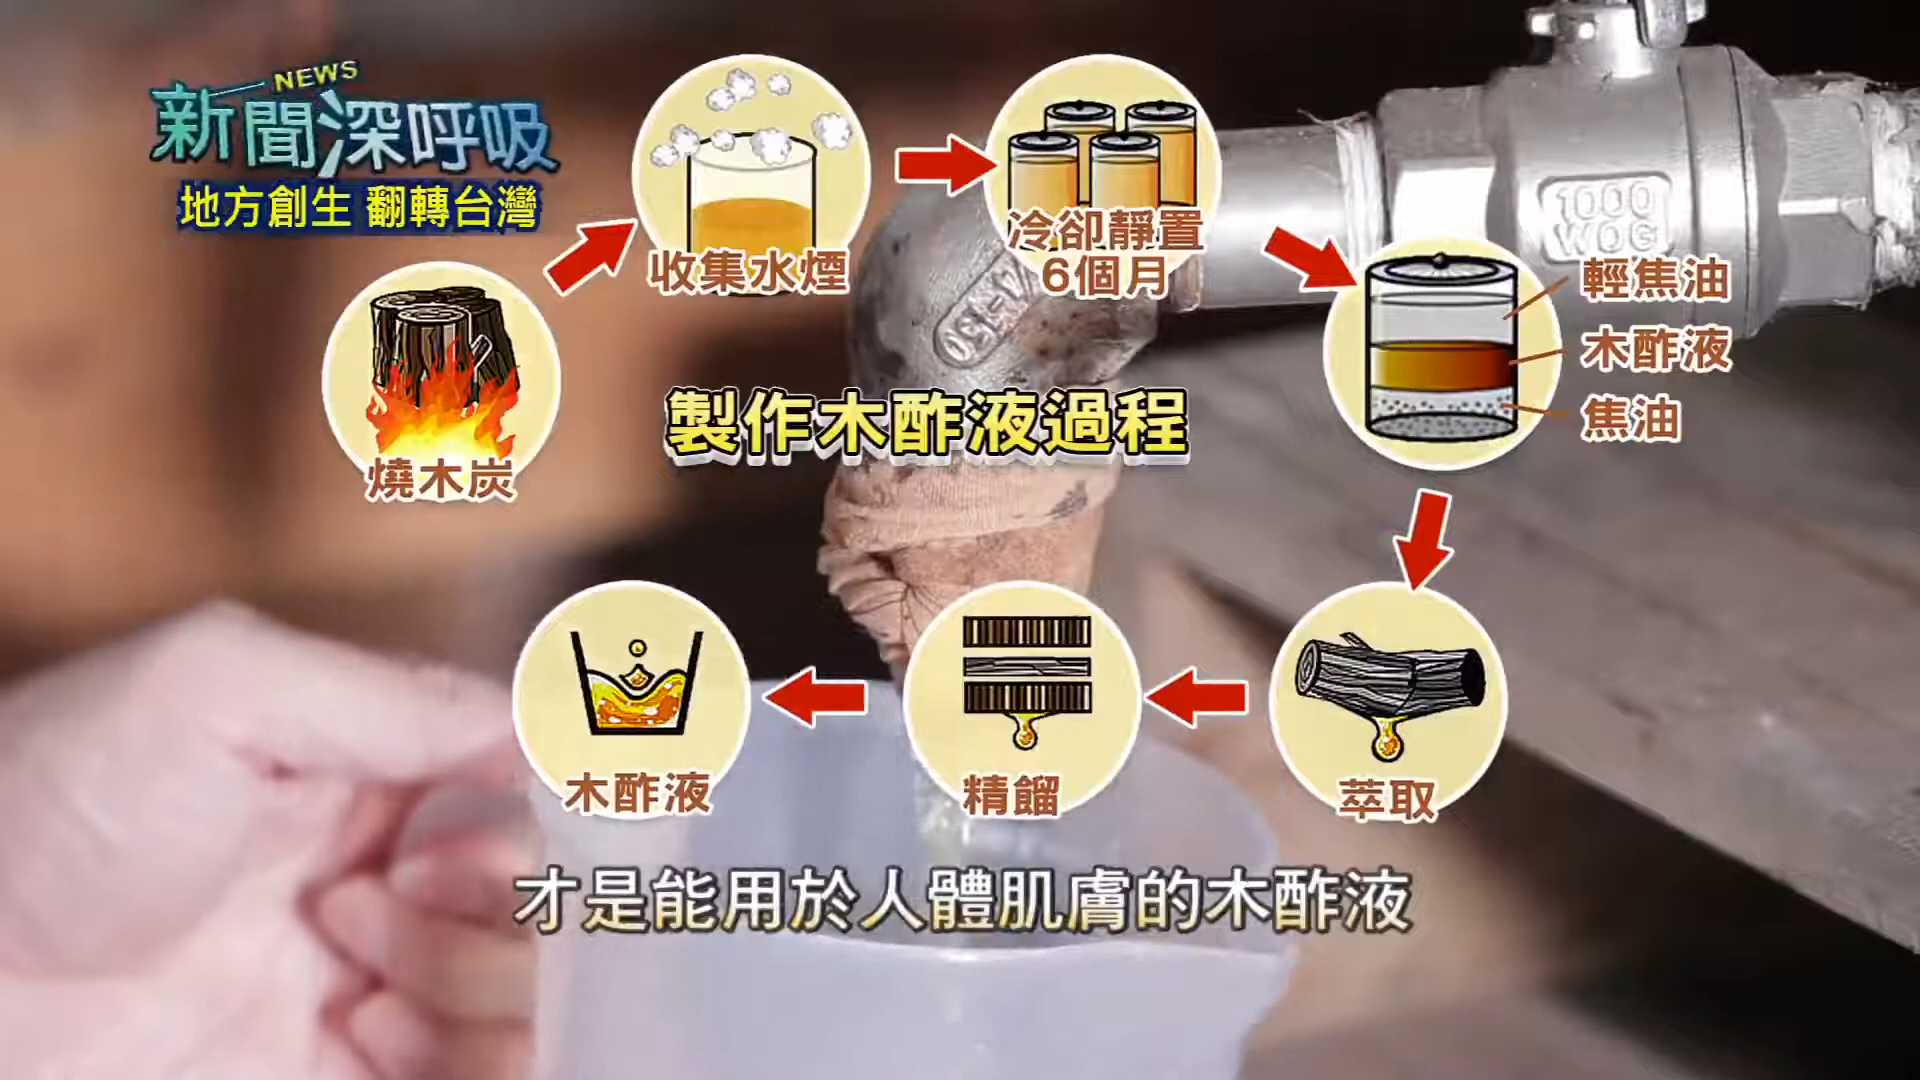 NEWS
新聞深呼吸
地方創生 翻轉台灣
燒木炭
收集水煙
冷卻靜置
6個月
輕焦油
木酢液
焦油
製作木酢液過程
萃取
精餾
木酢液
才是能用於人體肌膚的木酢液
1000
WOG